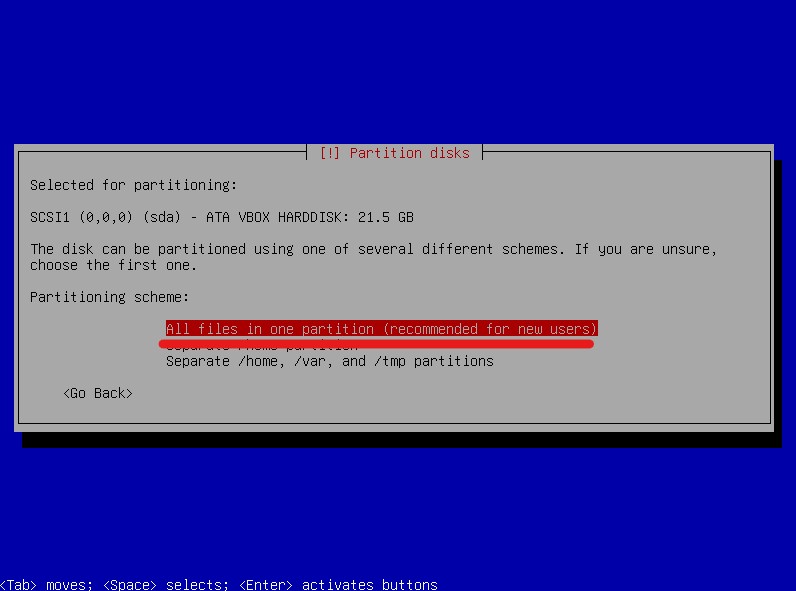 [!] Partition disks
Selected for partitioning:
SCSI1 (0,0,0) (sda) - ATA VBOX HARDDISK: 21.5 GB
The disk can be partitioned using one of several different schemes. If you are unsure,
choose the first one.
Partitioning scheme:
All files in one partition (recommended for new users)
Separate /home partition
Separate /home, /var, and /tmp partitions
<Go Back>
<Tab> moves; <Space> selects; <Enter> activates buttons